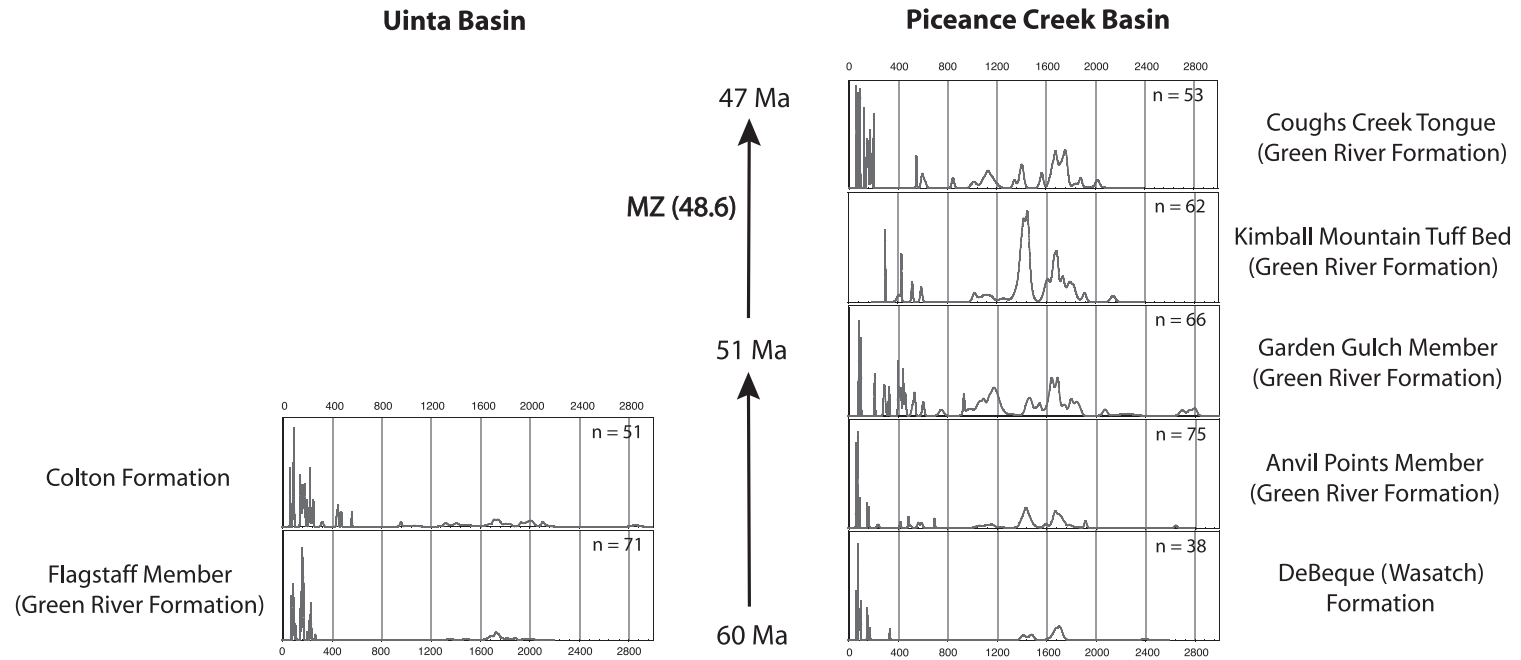 Uinta Basin
Piceance Creek Basin
0 400 800 1200 1600 2000 2400 2800
47 Ma
n = 53
Coughs Creek Tongue
(Green River Formation)
MZ (48.6)
n = 62
Kimball Mountain Tuff Bed
(Green River Formation)
51 Ma
n = 66
Garden Gulch Member
(Green River Formation)
0 400 800 1200 1600 2000 2400 2800
Colton Formation
n = 51
n = 75
Anvil Points Member
(Green River Formation)
Flagstaff Member
(Green River Formation)
n = 71
n = 38
DeBeque (Wasatch)
Formation
60 Ma
0 400 800 1200 1600 2000 2400 2800
0 400 800 1200 1600 2000 2400 2800